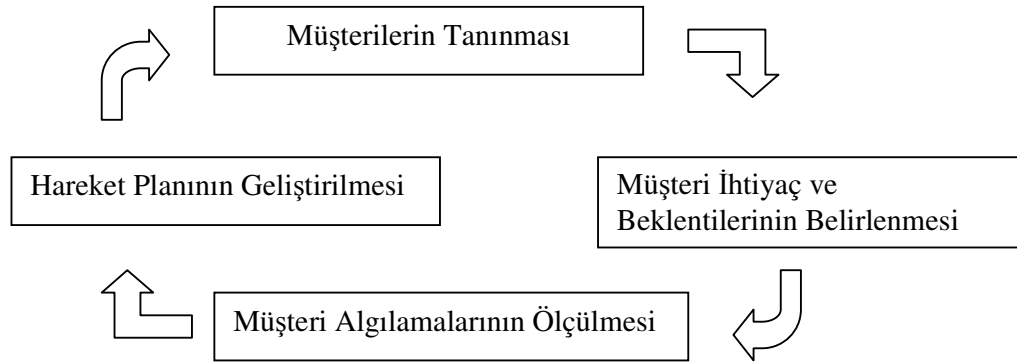 Müşterilerin Tanınması
Hareket Planının Geliştirilmesi
Müşteri İhtiyaç ve
Beklentilerinin Belirlenmesi
Müşteri Algılamalarının Ölçülmesi